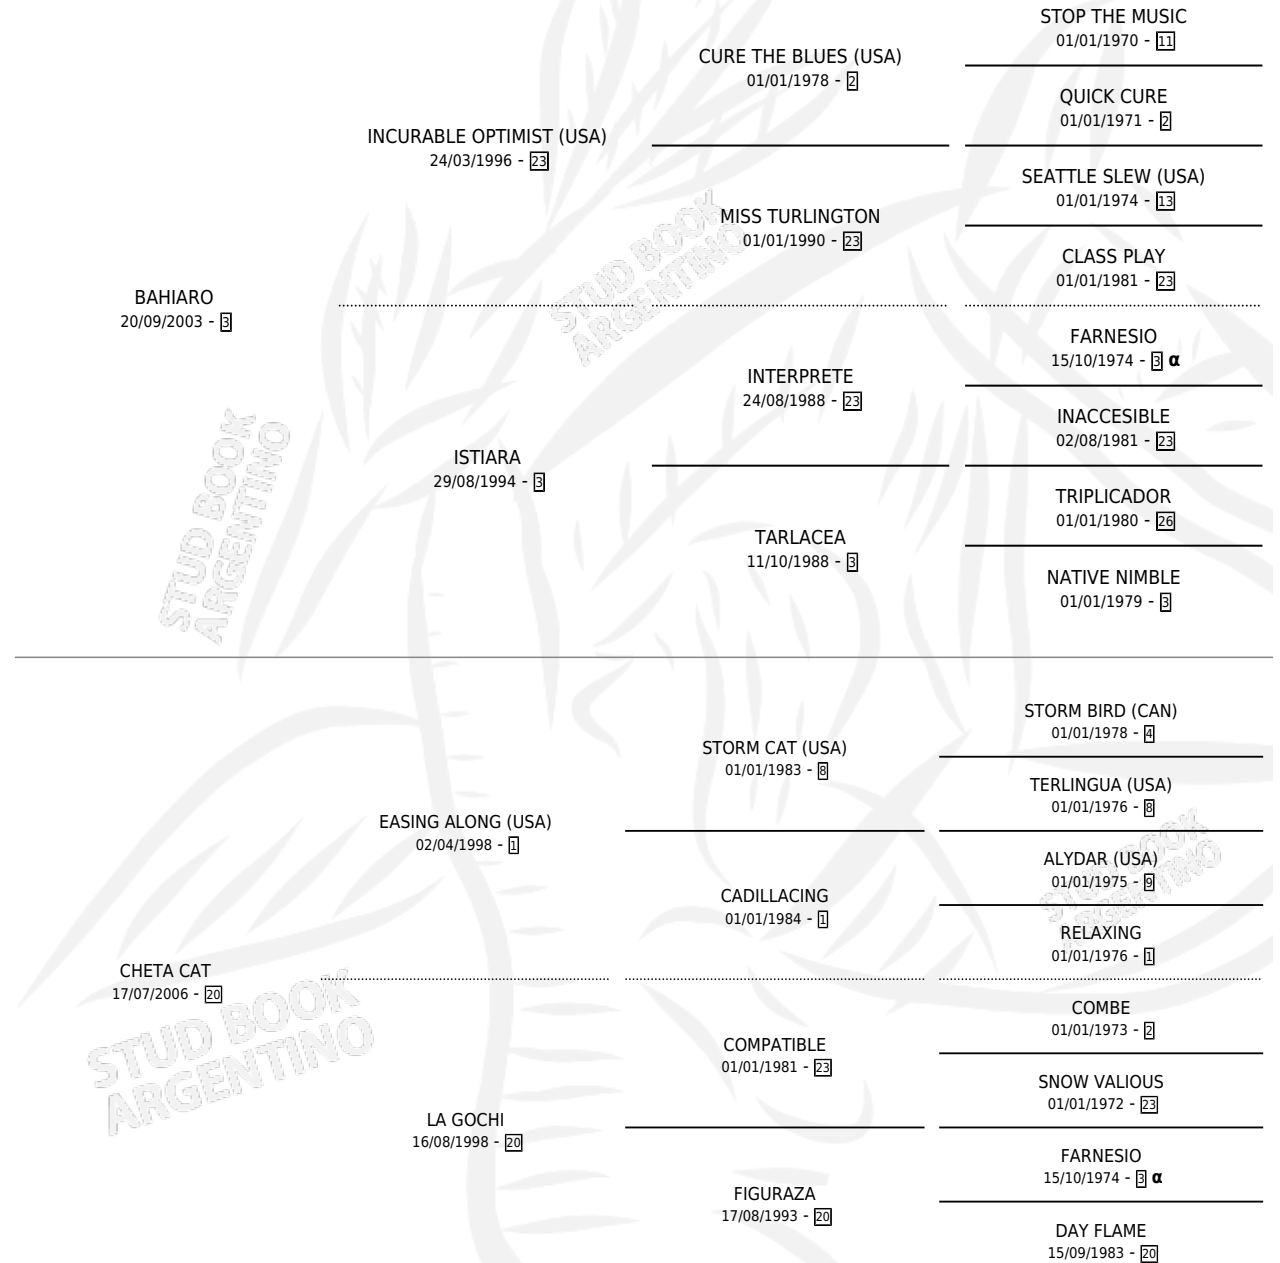 STOP THE MUSIC
01/01/1970 - 11
CURE THE BLUES (USA)
01/01/1978 - 2
QUICK CURE
01/01/1971 - 2
INCURABLE OPTIMIST (USA)
24/03/1996 - 23
SEATTLE SLEW (USA)
01/01/1974 - 13
MISS TURLINGTON
01/01/1990 - 23
CLASS PLAY
01/01/1981 - 23
STUD BOOK
ARGENTINO
BAHIARO
20/09/2003 - 3
FARNESIO
15/10/1974 - 3 α
INTERPRETE
24/08/1988 - 23
INACCESIBLE
02/08/1981 - 23
ISTIARA
29/08/1994 - 3
TRIPLICADOR
01/01/1980 - 26
TARLACEA
11/10/1988 - 3
NATIVE NIMBLE
01/01/1979 - 3
STUD BOOK
ARGENTINO
STORM BIRD (CAN)
01/01/1978 - 4
STORM CAT (USA)
01/01/1983 - 8
TERLINGUA (USA)
01/01/1976 - 8
EASING ALONG (USA)
02/04/1998 - 1
ALYDAR (USA)
01/01/1975 - 9
CADILLACING
01/01/1984 - 1
RELAXING
01/01/1976 - 1
STUD BOOK
ARGENTINO
CHETA CAT
17/07/2006 - 20
COMBE
01/01/1973 - 2
COMPATIBLE
01/01/1981 - 23
SNOW VALIOUS
01/01/1972 - 23
STUD BOOK
ARGENTINO
LA GOCHI
16/08/1998 - 20
FARNESIO
15/10/1974 - 3 α
FIGURAZA
17/08/1993 - 20
DAY FLAME
15/09/1983 - 20